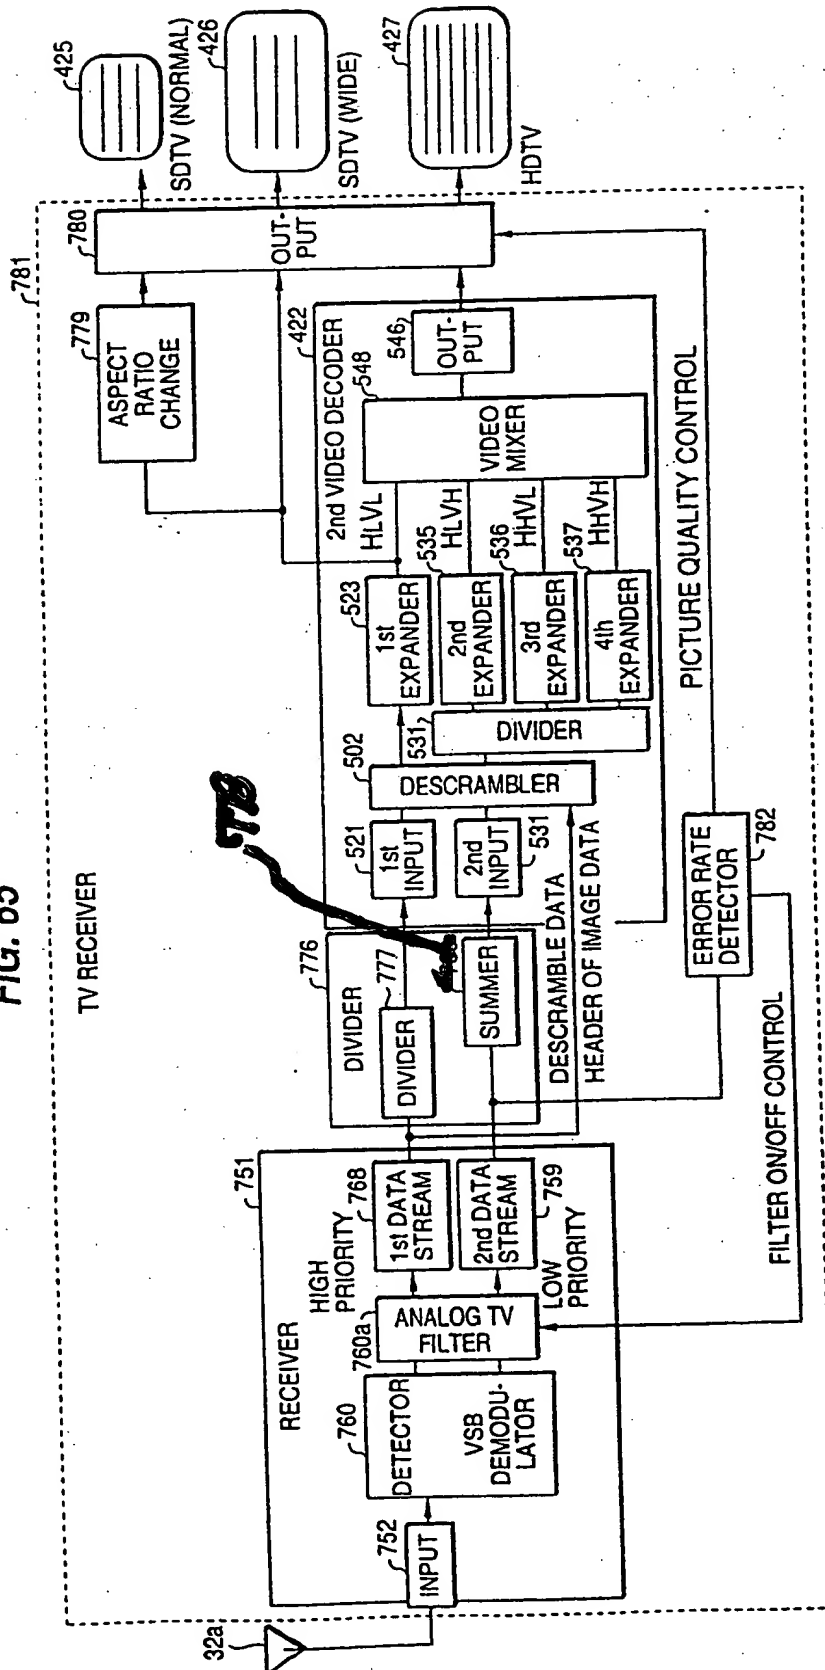 FIG. 65
TV RECEIVER
781
32a
751
RECEIVER
752
INPUT
760
DETECTOR
VSB
DEMODU-
LATOR
760a
ANALOG TV
FILTER
HIGH
PRIORITY
768
1st DATA
STREAM
2nd DATA
STREAM
759
LOW
PRIORITY
776
DIVIDER
777
DIVIDER
SUMMER
778
DESCRAMBLE DATA
HEADER OF IMAGE DATA
422
2nd VIDEO DECODER
521
1st
INPUT
2nd
INPUT
531
502
DESCRAMBLER
531
DIVIDER
523
1st
EXPANDER
535
2nd
EXPANDER
536
3rd
EXPANDER
537
4th
EXPANDER
HLVL
HLVH
HHVL
HHVH
548
VIDEO
MIXER
546
OUT-
PUT
779
ASPECT
RATIO
CHANGE
780
OUT-
PUT
425
SDTV (NORMAL)
426
SDTV (WIDE)
427
HDTV
ERROR RATE
DETECTOR
782
PICTURE QUALITY CONTROL
FILTER ON/OFF CONTROL